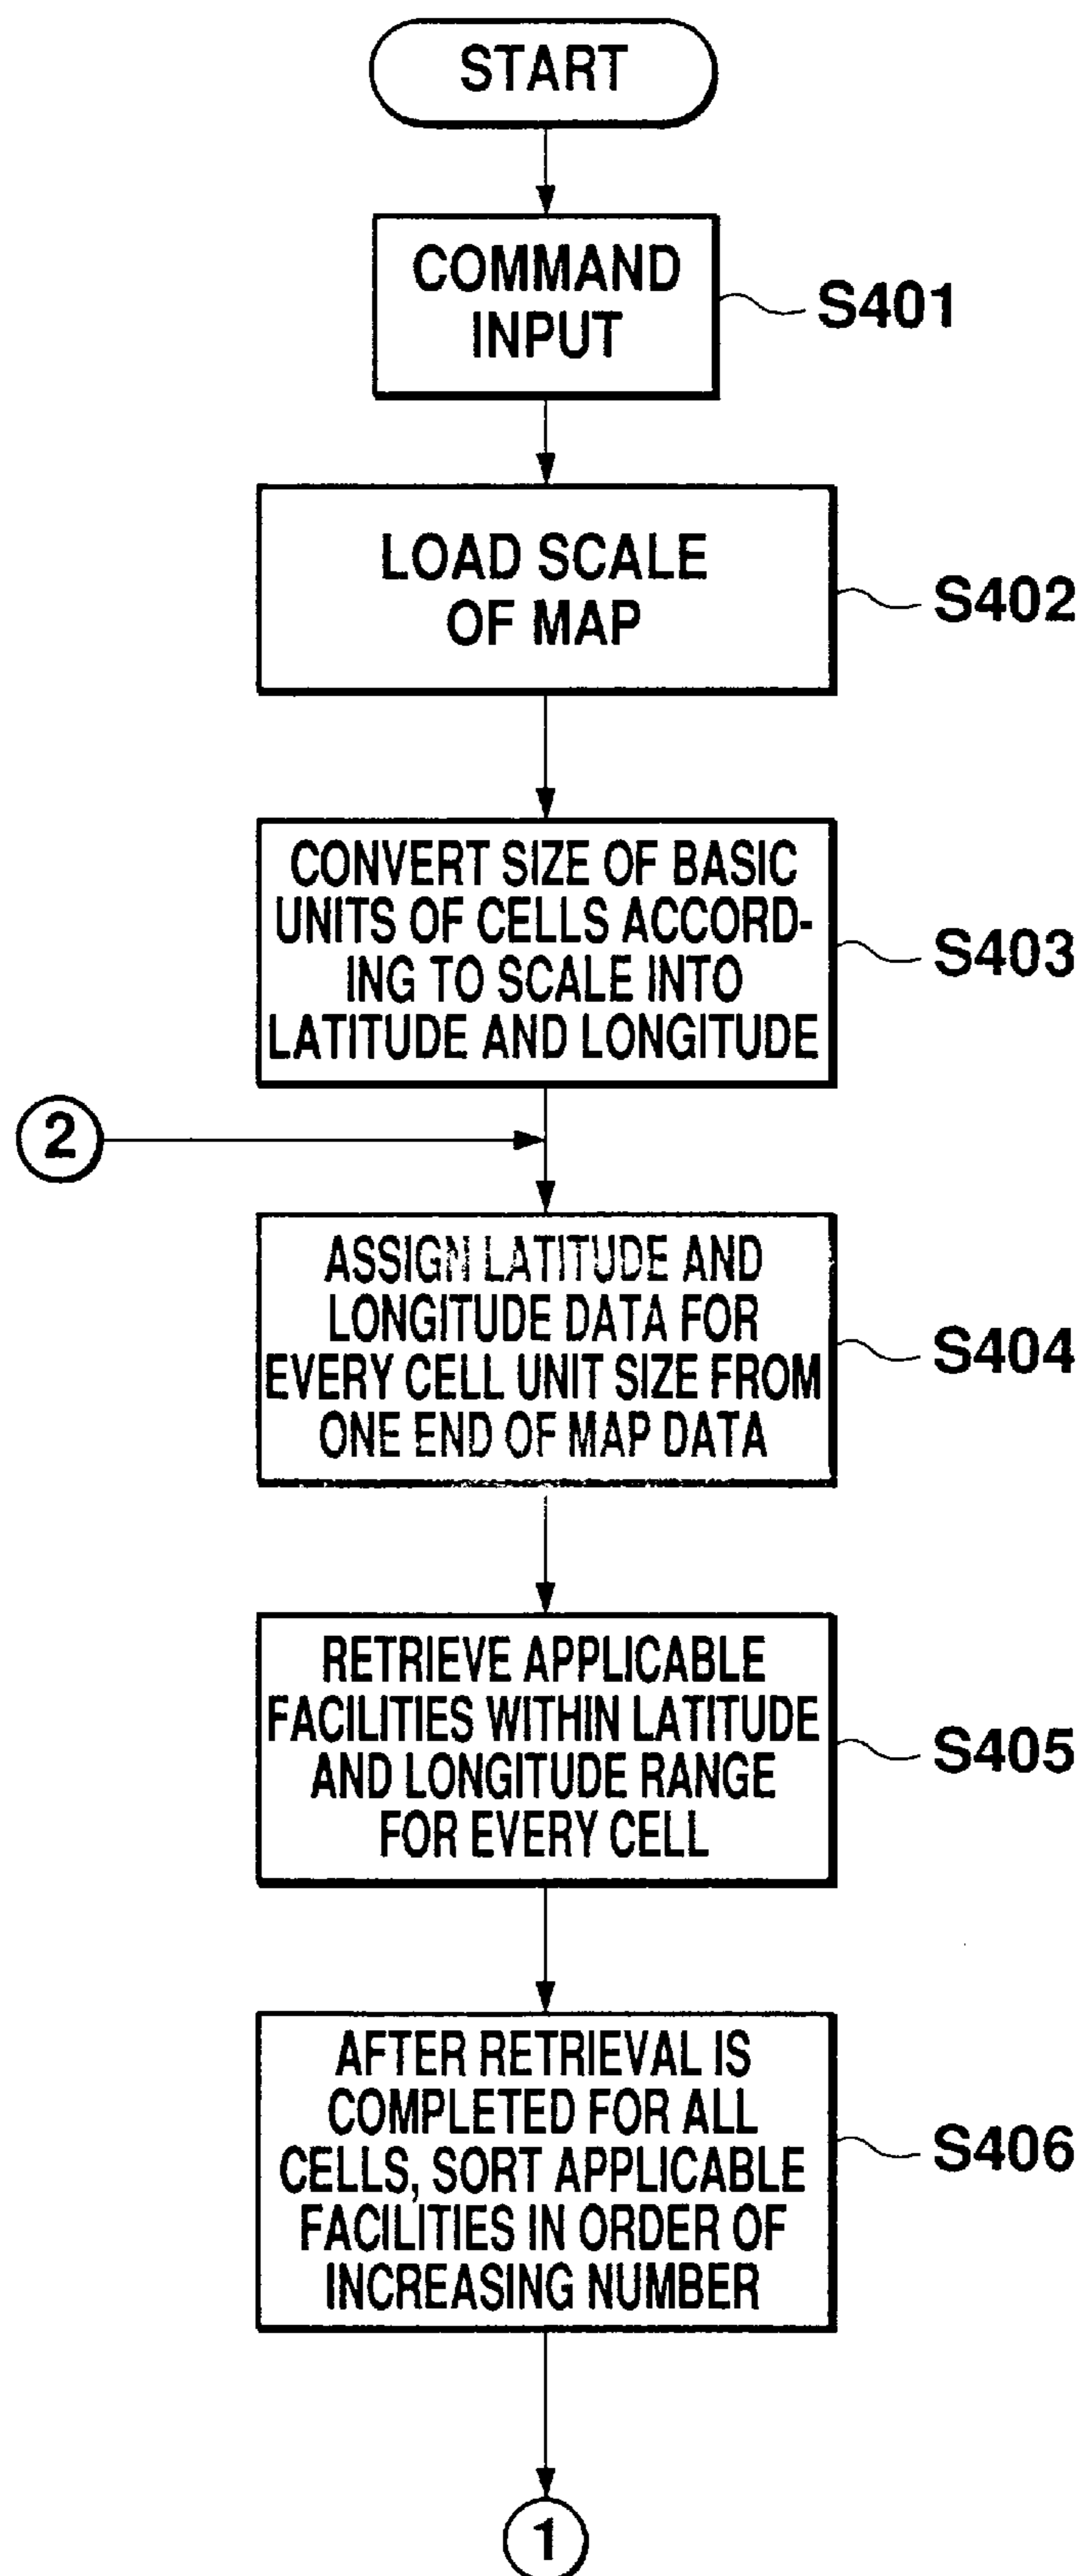 START
COMMAND
INPUT
S401
LOAD SCALE
OF MAP
S402
CONVERT SIZE OF BASIC
UNITS OF CELLS ACCORD-
ING TO SCALE INTO
LATITUDE AND LONGITUDE
S403
2
ASSIGN LATITUDE AND
LONGITUDE DATA FOR
EVERY CELL UNIT SIZE FROM
ONE END OF MAP DATA
S404
RETRIEVE APPLICABLE
FACILITIES WITHIN LATITUDE
AND LONGITUDE RANGE
FOR EVERY CELL
S405
AFTER RETRIEVAL IS
COMPLETED FOR ALL
CELLS, SORT APPLICABLE
FACILITIES IN ORDER OF
INCREASING NUMBER
S406
1